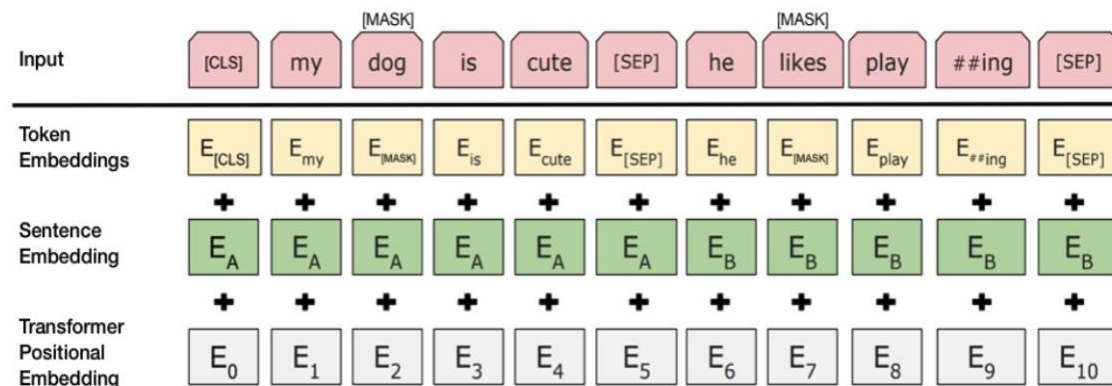 [MASK] [MASK]
Input [CLS] my dog is cute [SEP] he likes play ##ing [SEP]
Token
Embeddings E[CLS] Emy E[MASK] Eis Ecute E[SEP] Ehe E[MASK] Eplay E##ing E[SEP]
+ + + + + + + + + + +
Sentence
Embedding EA EA EA EA EA EA EB EB EB EB EB
+ + + + + + + + + + +
Transformer
Positional
Embedding E0 E1 E2 E3 E4 E5 E6 E7 E8 E9 E10